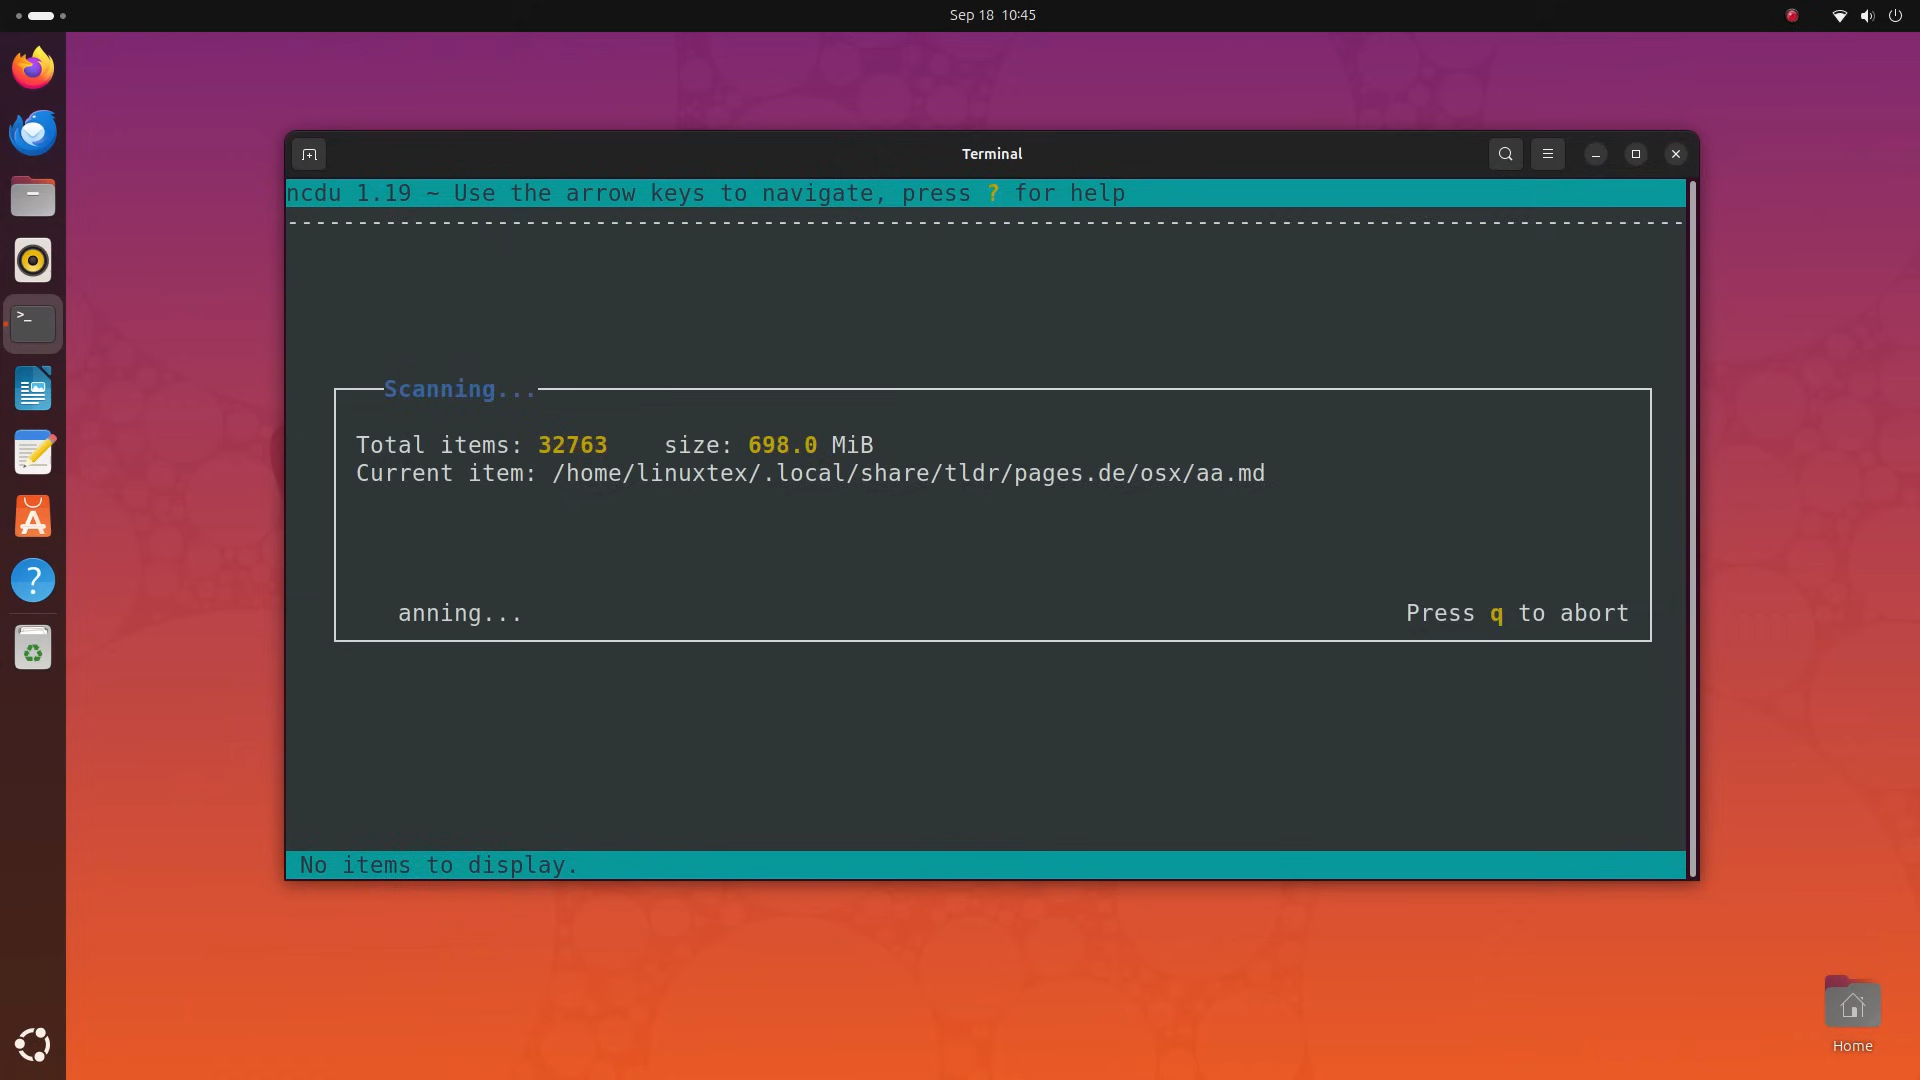 Sep 18 10:45
Terminal
ncdu 1.19 ~ Use the arrow keys to navigate, press ? for help
Scanning...
Total items: 32763 size: 698.0 MiB
Current item: /home/linuxtex/.local/share/tldr/pages.de/osx/aa.md
anning... Press q to abort
No items to display.
Home